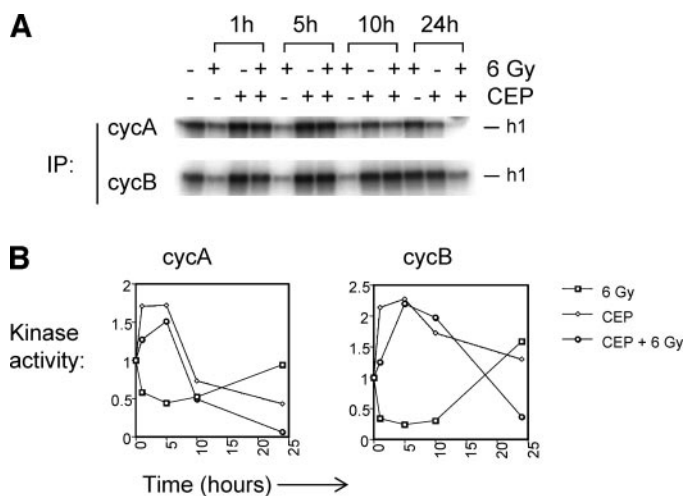 A
1h 5h 10h 24h
- + - + + - + + - + + - + 6 Gy
- - + + - + + - + + - + + CEP
IP:
cycA — h1
cycB — h1
B
cycA cycB
Kinase activity:
2
1.5
1
0.5
0
0 5 10 15 20 25
2.5
2
1.5
1
0.5
0
0 5 10 15 20 25
6 Gy
CEP
CEP + 6 Gy
Time (hours)